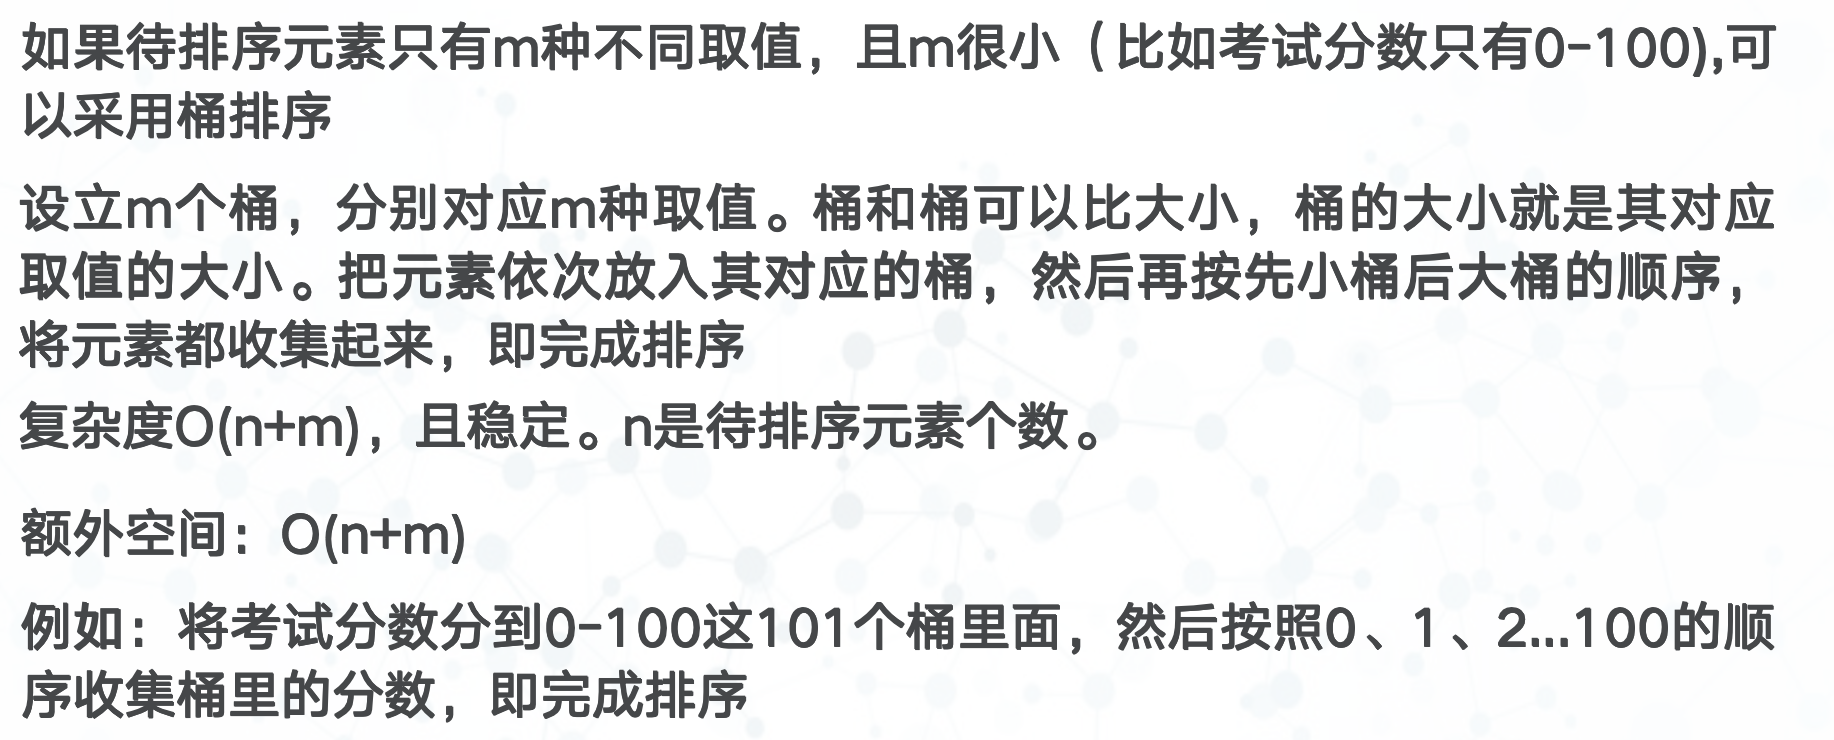 如果待排序元素只有m种不同取值，且m很小（比如考试分数只有0-100),可
以采用桶排序
设立m个桶，分别对应m种取值。桶和桶可以比大小，桶的大小就是其对应
取值的大小。把元素依次放入其对应的桶，然后再按先小桶后大桶的顺序，
将元素都收集起来，即完成排序
复杂度O(n+m)，且稳定。n是待排序元素个数。
额外空间：O(n+m)
例如：将考试分数分到0-100这101个桶里面，然后按照0、1、2...100的顺
序收集桶里的分数，即完成排序